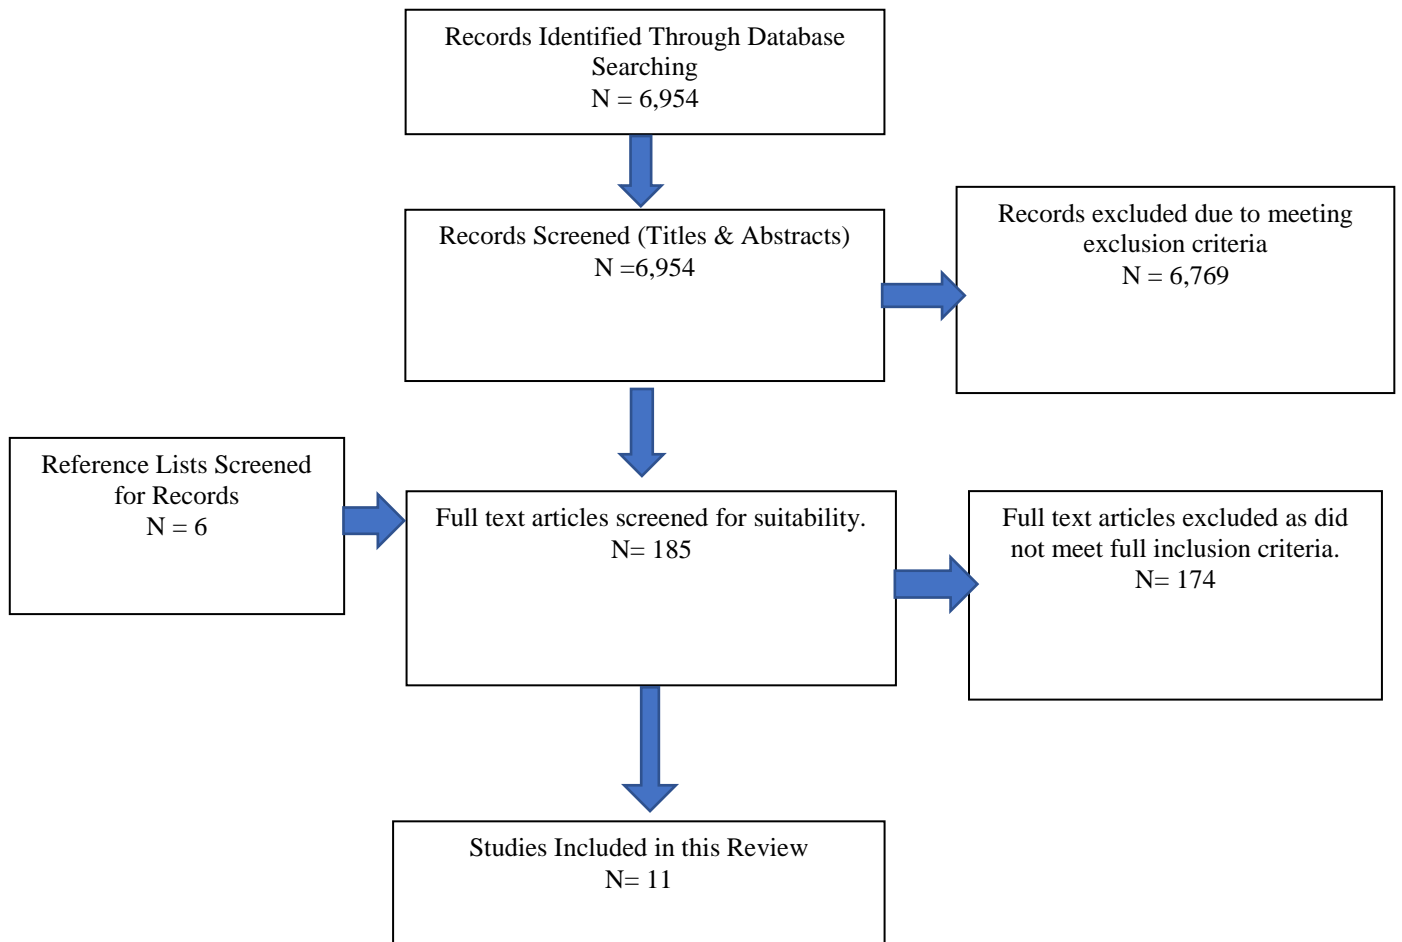 Records Identified Through Database
Searching
N = 6,954
Records Screened (Titles & Abstracts)
N =6,954
Records excluded due to meeting
exclusion criteria
N = 6,769
Reference Lists Screened
for Records
N = 6
Full text articles screened for suitability.
N= 185
Full text articles excluded as did
not meet full inclusion criteria.
N= 174
Studies Included in this Review
N= 11